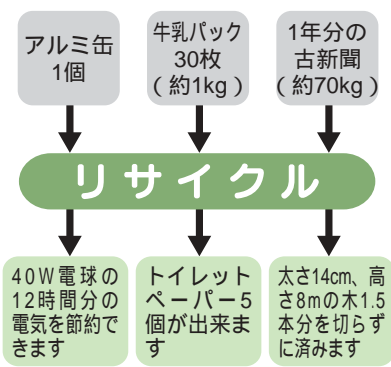 アルミ缶
1個
牛乳パック
30枚
(約1kg)
1年分の
古新聞
(約70kg)
リサイクル
40W電球の
12時間分の
電気を節約で
きます
トイレット
ペーパー5
個が出来ま
す
太さ14cm、高
さ8mの木1.5
本分を切らず
に済みます